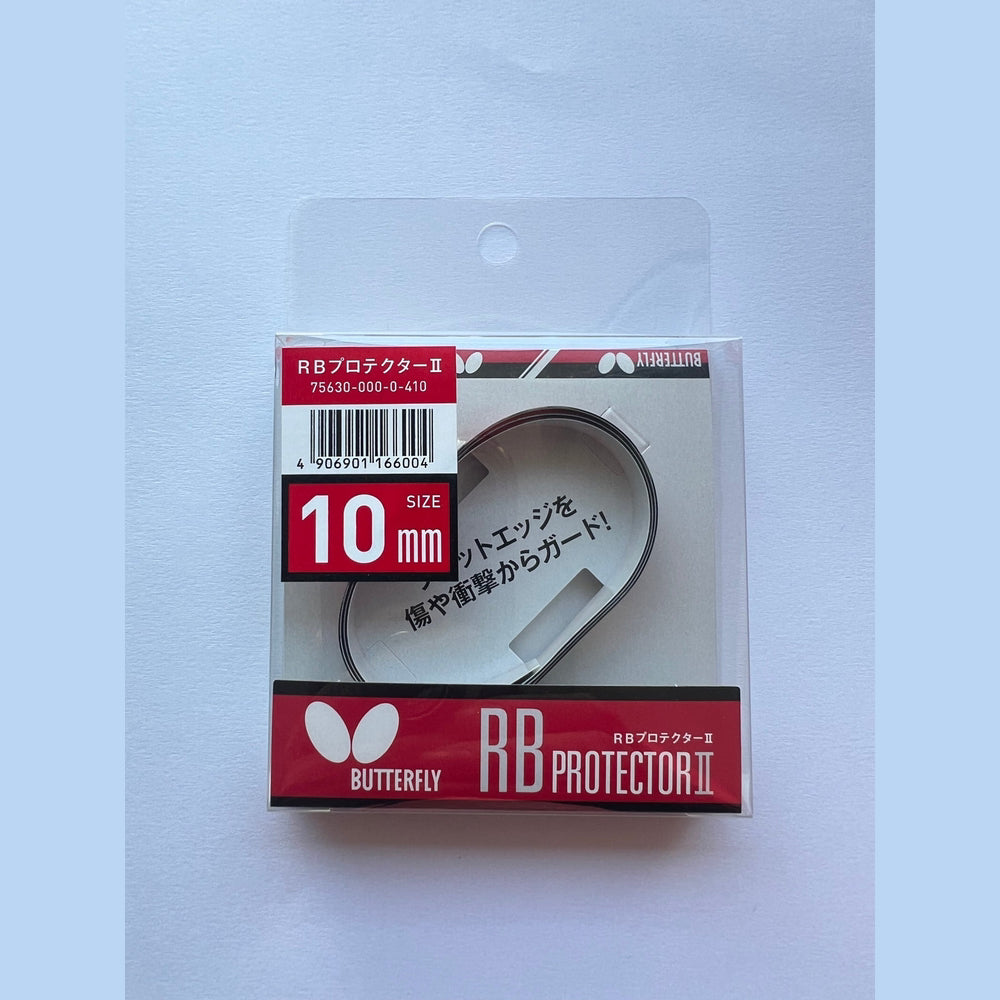 RBプロテクターⅡ
75630-000-0-410
BUTTERFLY
4 906901 166004
10 mm
SIZE
ットエッジを
傷や衝撃からガード!
BUTTERFLY
RB PROTECTORⅡ
RBプロテクターⅡ